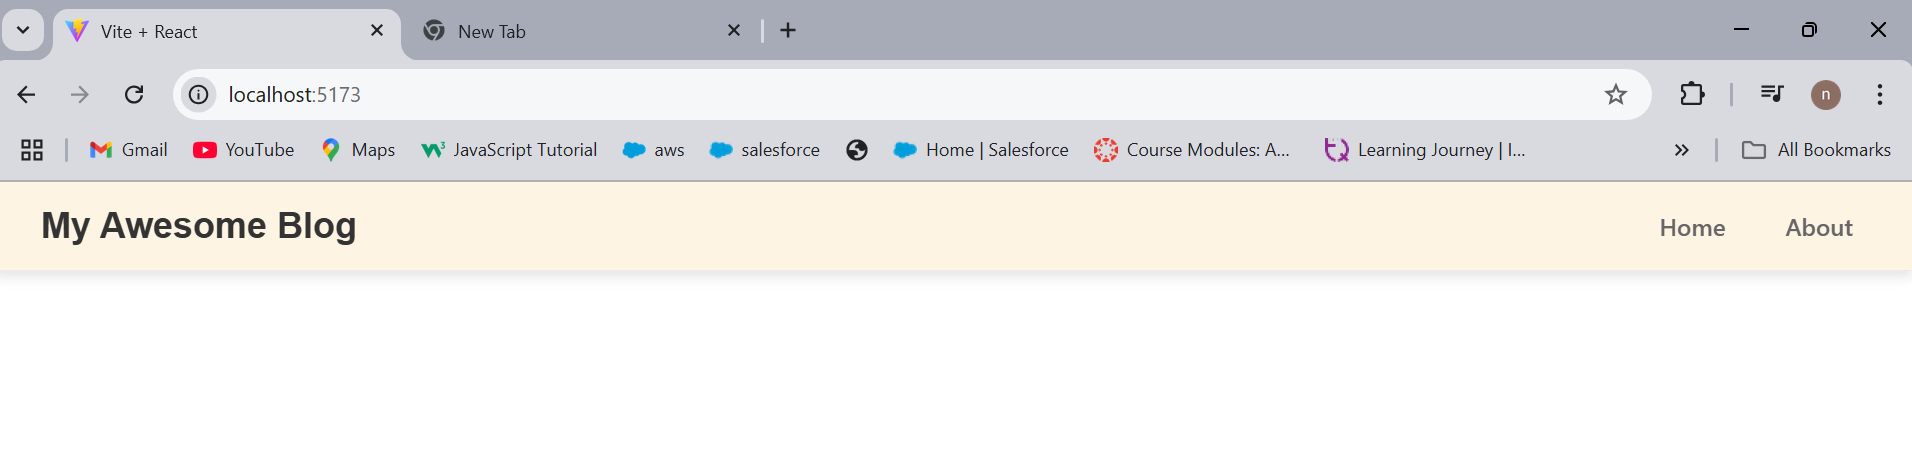 Vite + React
New Tab
localhost:5173
n
Gmail
YouTube
Maps
JavaScript Tutorial
aws
salesforce
Home | Salesforce
Course Modules: A...
Learning Journey | I...
All Bookmarks
My Awesome Blog
Home
About